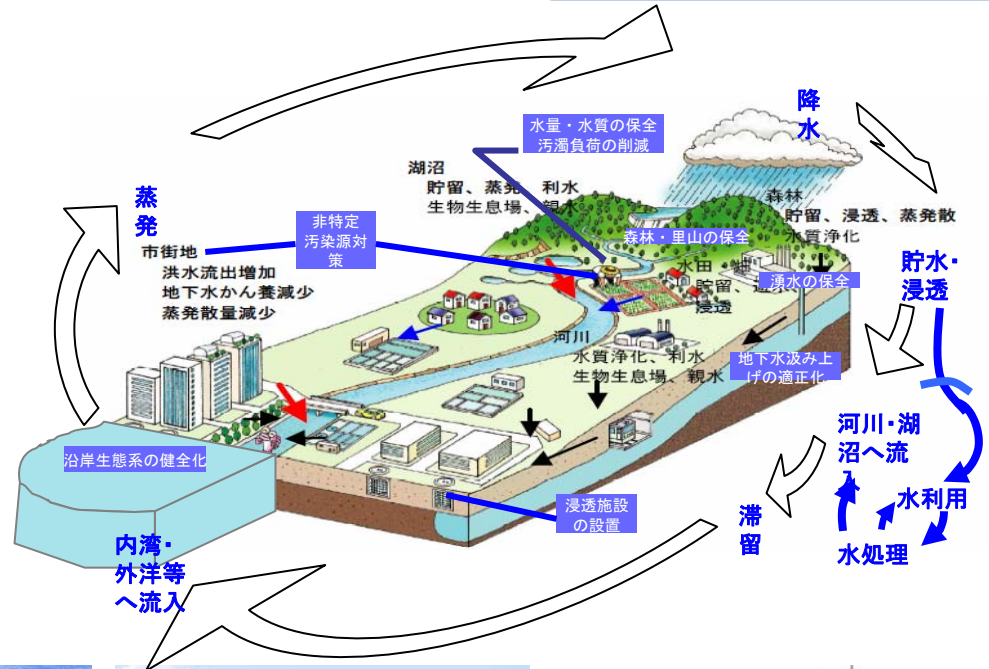 降
水
水量・水質の保全
汚濁負荷の削減
湖沼
貯留、蒸発、利水
生物生息場、親水
森林
貯留、浸透、蒸発散
水質浄化
蒸
発
非特定
汚染源対
策
森林・里山の保全
市街地
洪水流出増加
地下水かん養減少
蒸発散量減少
水田
貯留、
浸透
湧水の保全
貯水・
浸透
河川
水質浄化、利水
生物生息場、親水
地下水汲み上
げの適正化
河川・湖
沼へ流
入
水利用
水処理
沿岸生態系の健全化
浸透施設
の設置
滞
留
内湾・
外洋等
へ流入